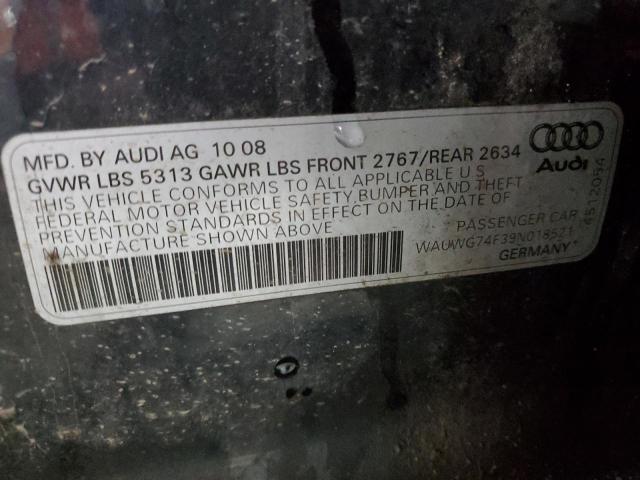 MFD. BY AUDI AG 10 08
GVWR LBS 5313 GAWR LBS FRONT 2767/REAR 2634
THIS VEHICLE CONFORMS TO ALL APPLICABLE U S
FEDERAL MOTOR VEHICLE SAFETY, BUMPER AND THEFT
PREVENTION STANDARDS IN EFFECT ON THE DATE OF
MANUFACTURE SHOWN ABOVE
Audi
PASSENGER CAR
WAUWG74F39N018521
GERMANY*
4512054